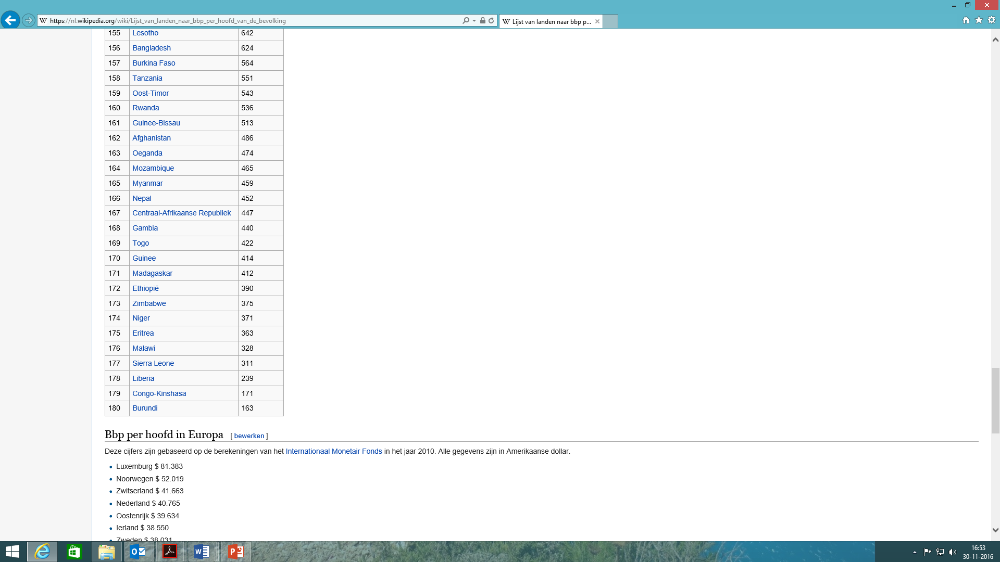 https://nl.wikipedia.org/wiki/Lijst_van_landen_naar_bbp_per_hoofd_van_de_bevolking
W Lijst van landen naar bbp p...
155 Lesotho 642
156 Bangladesh 624
157 Burkina Faso 564
158 Tanzania 551
159 Oost-Timor 543
160 Rwanda 536
161 Guinee-Bissau 513
162 Afghanistan 486
163 Oeganda 474
164 Mozambique 465
165 Myanmar 459
166 Nepal 452
167 Centraal-Afrikaanse Republiek 447
168 Gambia 440
169 Togo 422
170 Guinee 414
171 Madagaskar 412
172 Ethiopië 390
173 Zimbabwe 375
174 Niger 371
175 Eritrea 363
176 Malawi 328
177 Sierra Leone 311
178 Liberia 239
179 Congo-Kinshasa 171
180 Burundi 163
Bbp per hoofd in Europa [ bewerken ]
Deze cijfers zijn gebaseerd op de berekeningen van het Internationaal Monetair Fonds in het jaar 2010. Alle gegevens zijn in Amerikaanse dollar.
Luxemburg $ 81.383
Noorwegen $ 52.019
Zwitserland $ 41.663
Nederland $ 40.765
Oostenrijk $ 39.634
Ierland $ 38.550
Zweden $ 38.031
16:53
30-11-2016